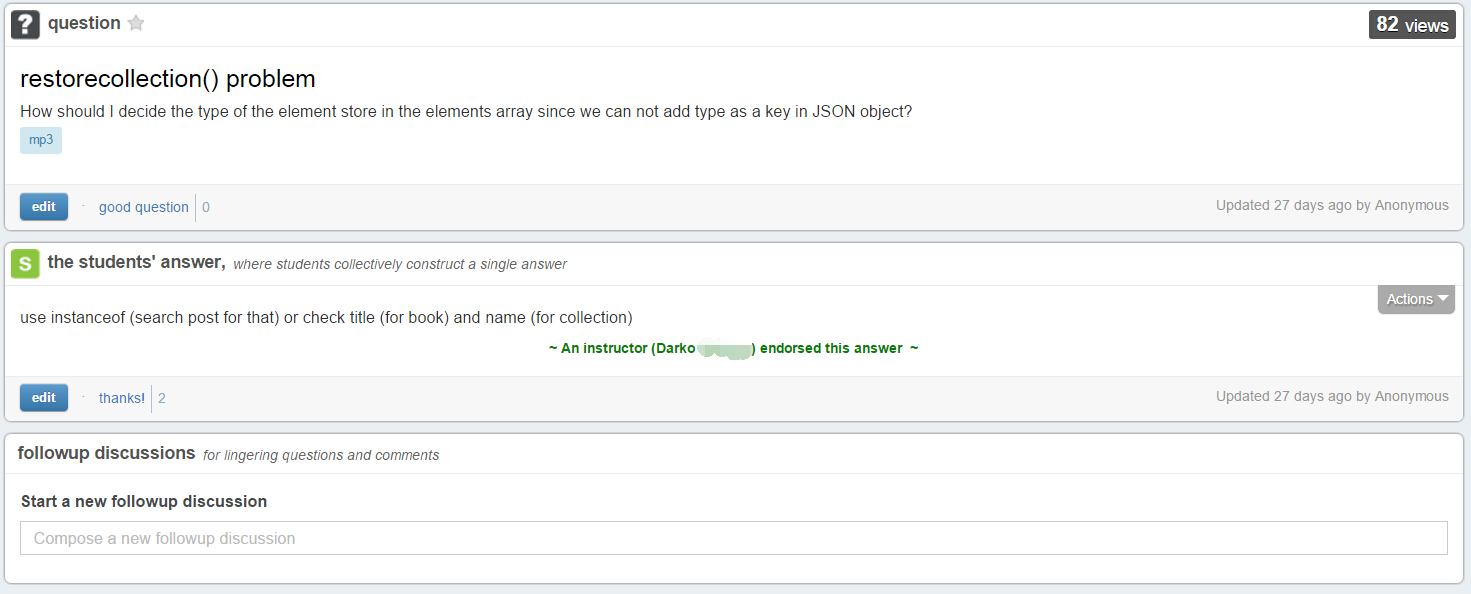 ? question 82 views
restorecollection() problem
How should I decide the type of the element store in the elements array since we can not add type as a key in JSON object?
mp3
edit · good question 0 Updated 27 days ago by Anonymous
S the students' answer, where students collectively construct a single answer
Actions
use instanceof (search post for that) or check title (for book) and name (for collection)
~ An instructor (Darko ) endorsed this answer ~
edit · thanks! 2 Updated 27 days ago by Anonymous
followup discussions for lingering questions and comments
Start a new followup discussion
Compose a new followup discussion